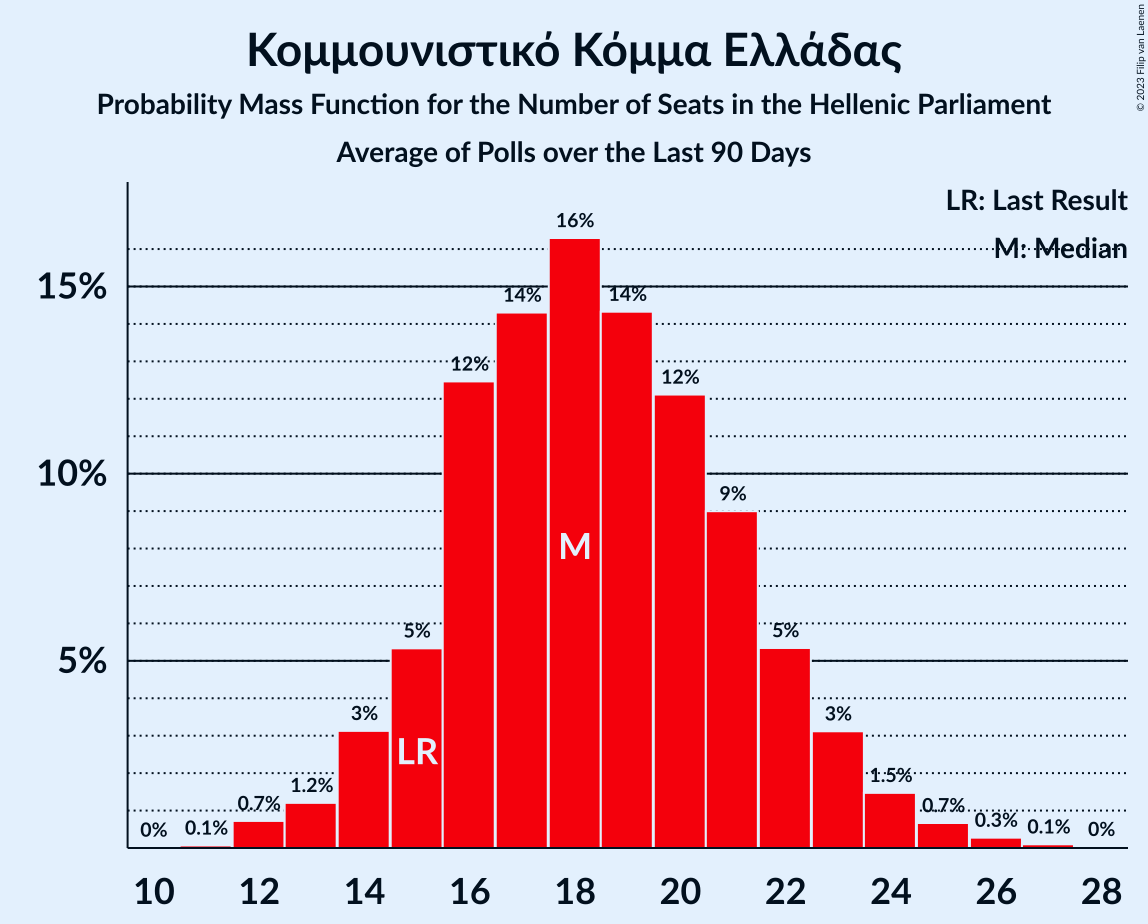 Κομμουνιστικό Κόμμα Ελλάδας
Probability Mass Function for the Number of Seats in the Hellenic Parliament
Average of Polls over the Last 90 Days
© 2023 Filip van Laenen
LR: Last Result
M: Median
15%
10%
5%
0%
0.1%
0.7%
1.2%
3%
5%
12%
14%
16%
14%
12%
9%
5%
3%
1.5%
0.7%
0.3%
0.1%
0%
LR
M
10 12 14 16 18 20 22 24 26 28